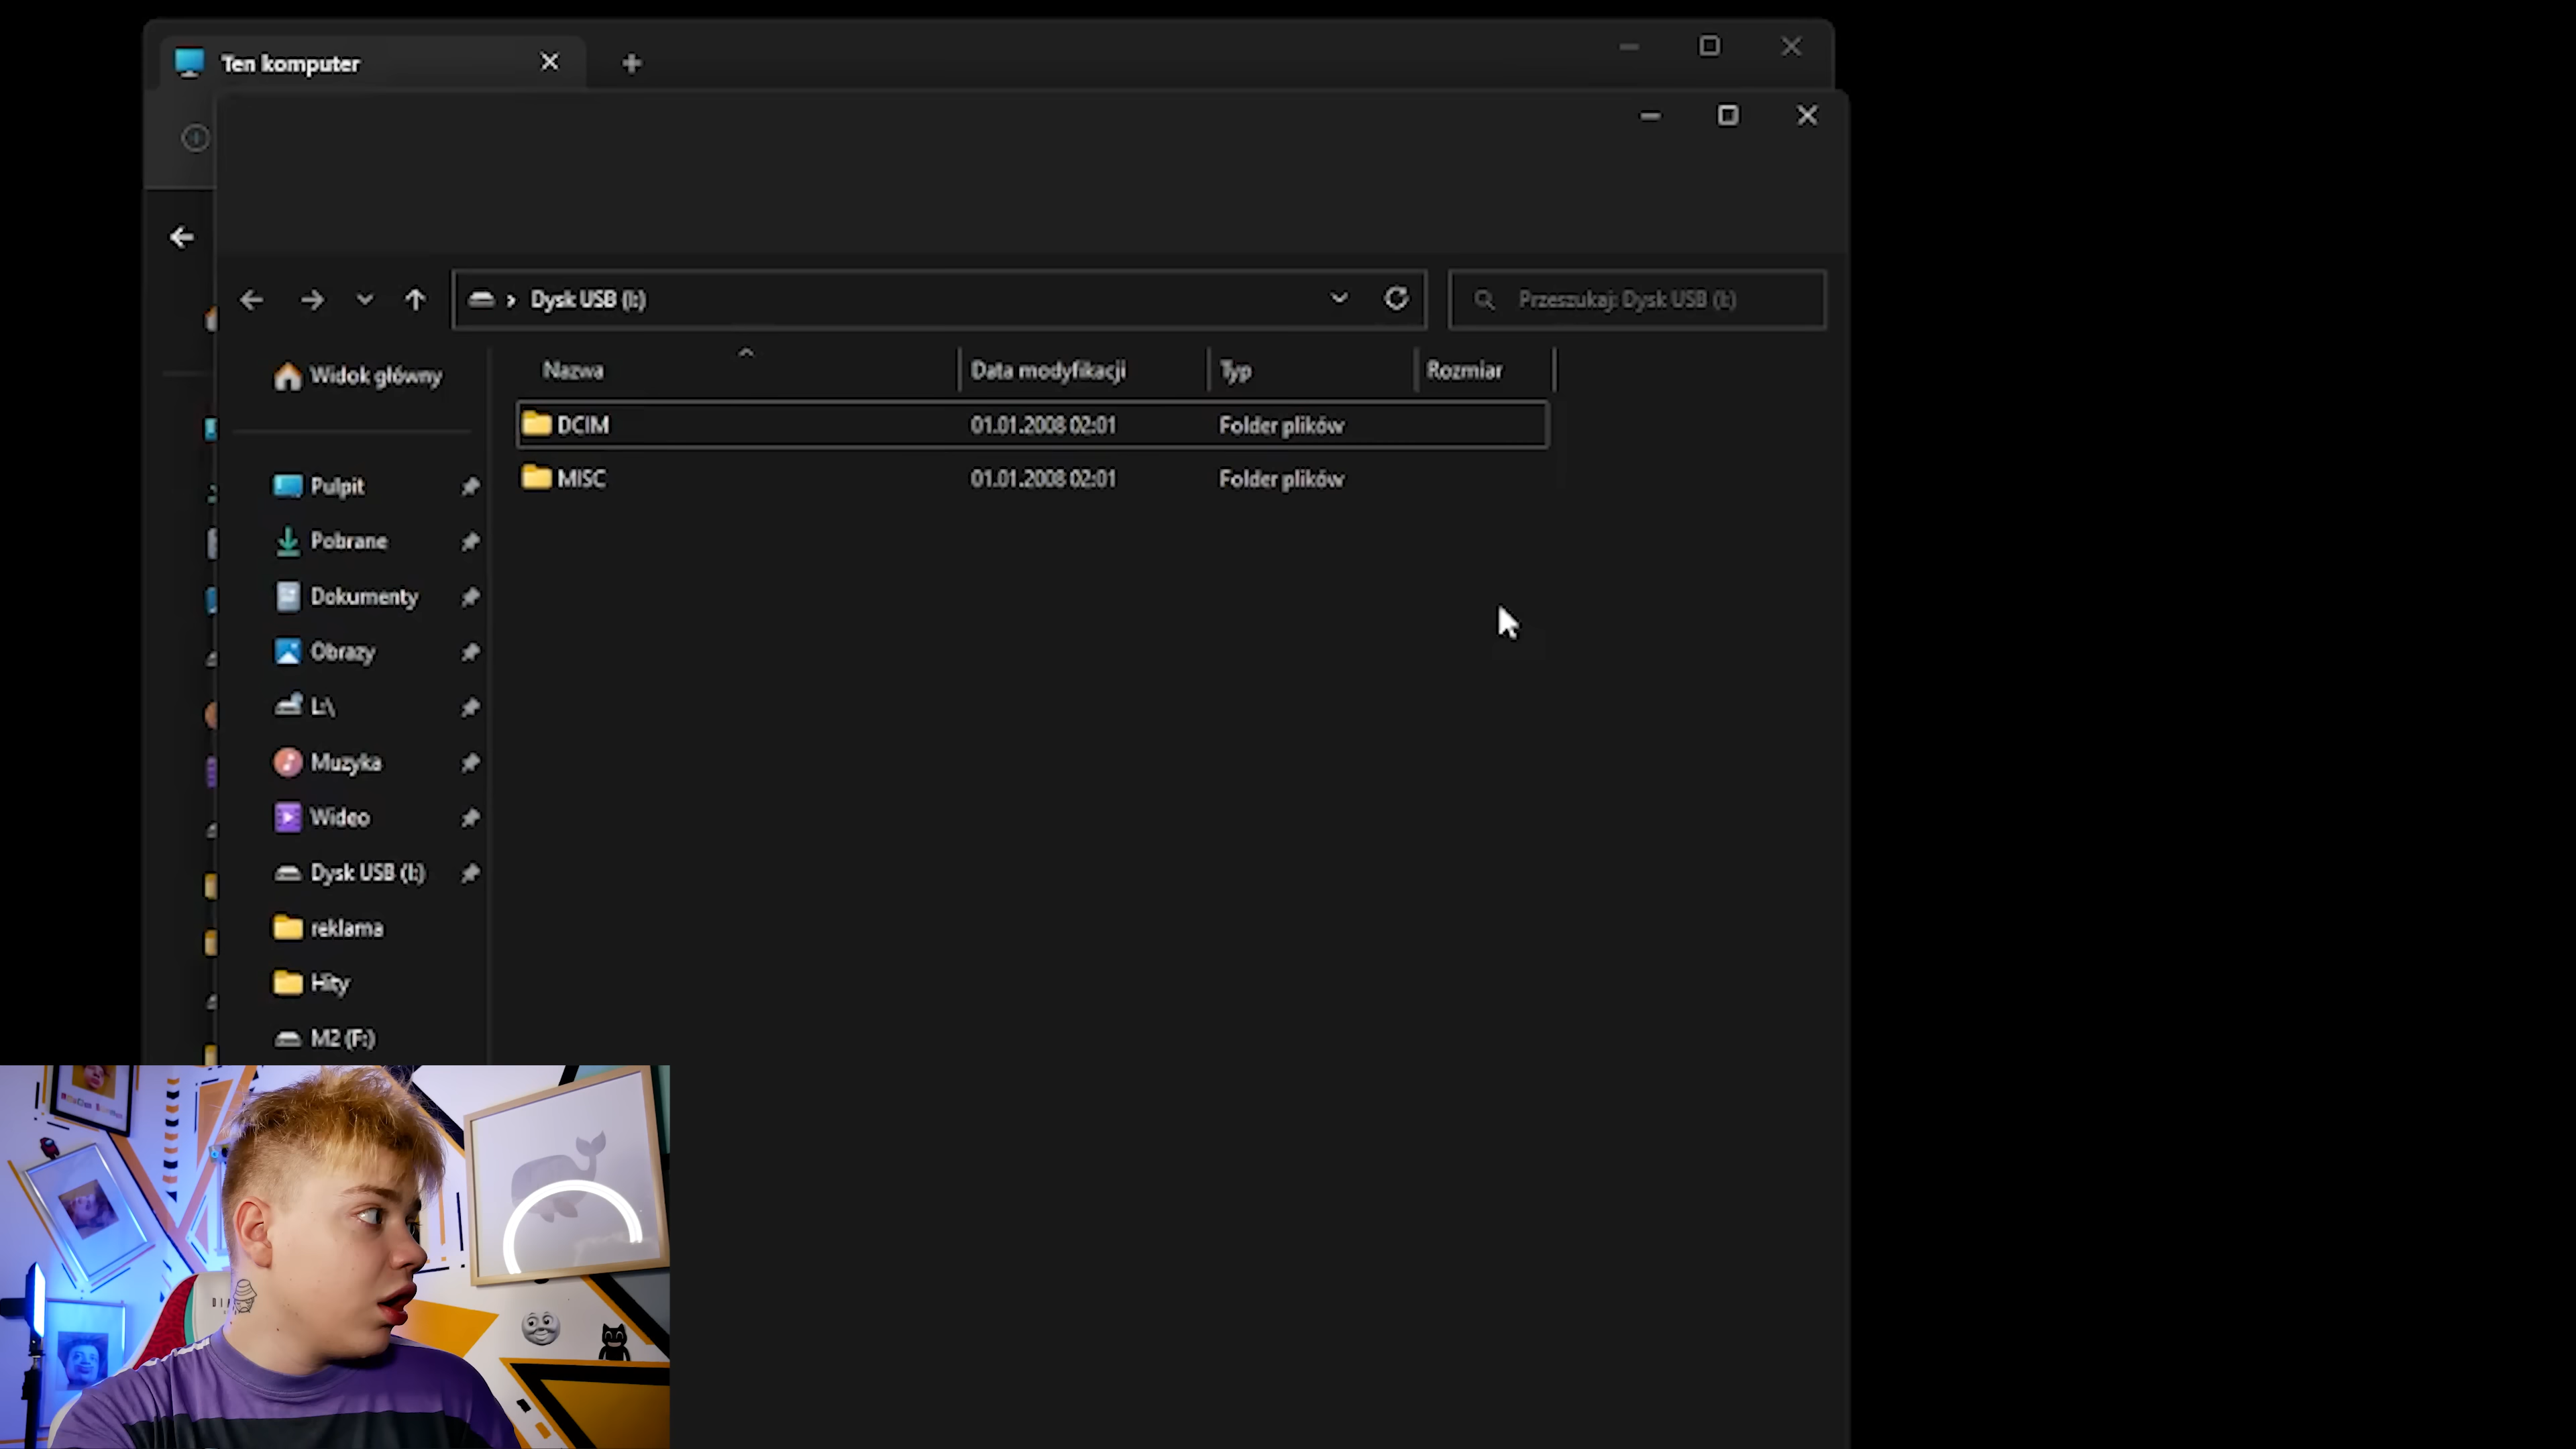 Ten komputer
Dysk USB (I:)
Przeszukaj: Dysk USB (I:)
Nazwa
Data modyfikacji
Typ
Rozmiar
DCIM
01.01.2008 02:01
Folder plików
MISC
01.01.2008 02:01
Folder plików
Widok główny
Pulpit
Pobrane
Dokumenty
Obrazy
L:\
Muzyka
Wideo
Dysk USB (I:)
reklama
Hity
M2 (F:)